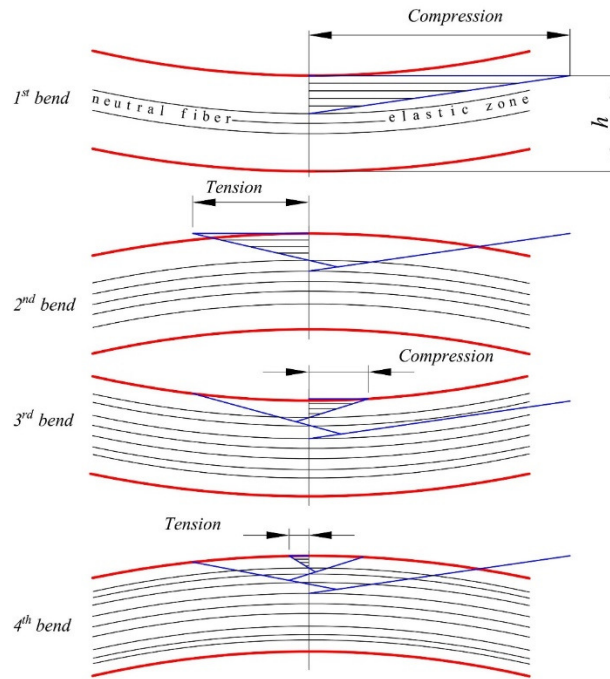 Compression
1st bend
neutral fiber
elastic zone
h
Tension
2nd bend
Compression
3rd bend
Tension
4th bend